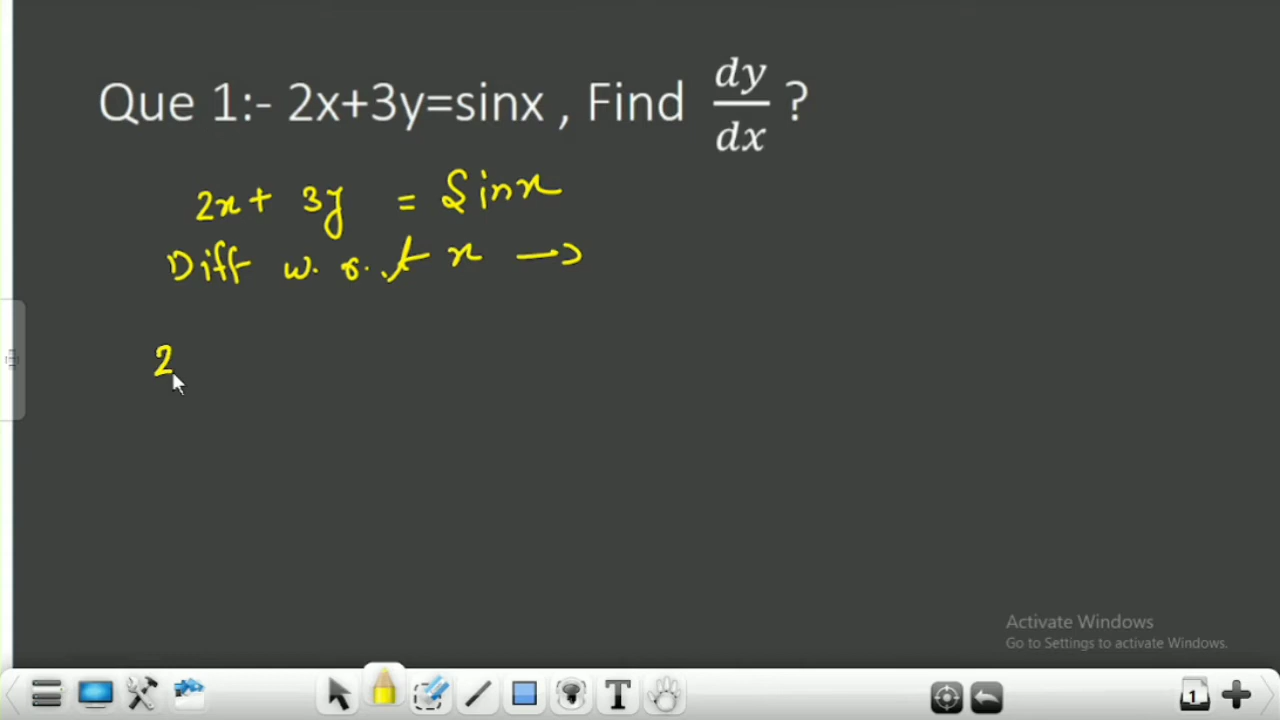 Que 1:- 2x+3y=sinx , Find dy/dx ?
2x + 3y = Sinx
Diff w.r.t x →
2
Activate Windows
Go to Settings to activate Windows.
T
1